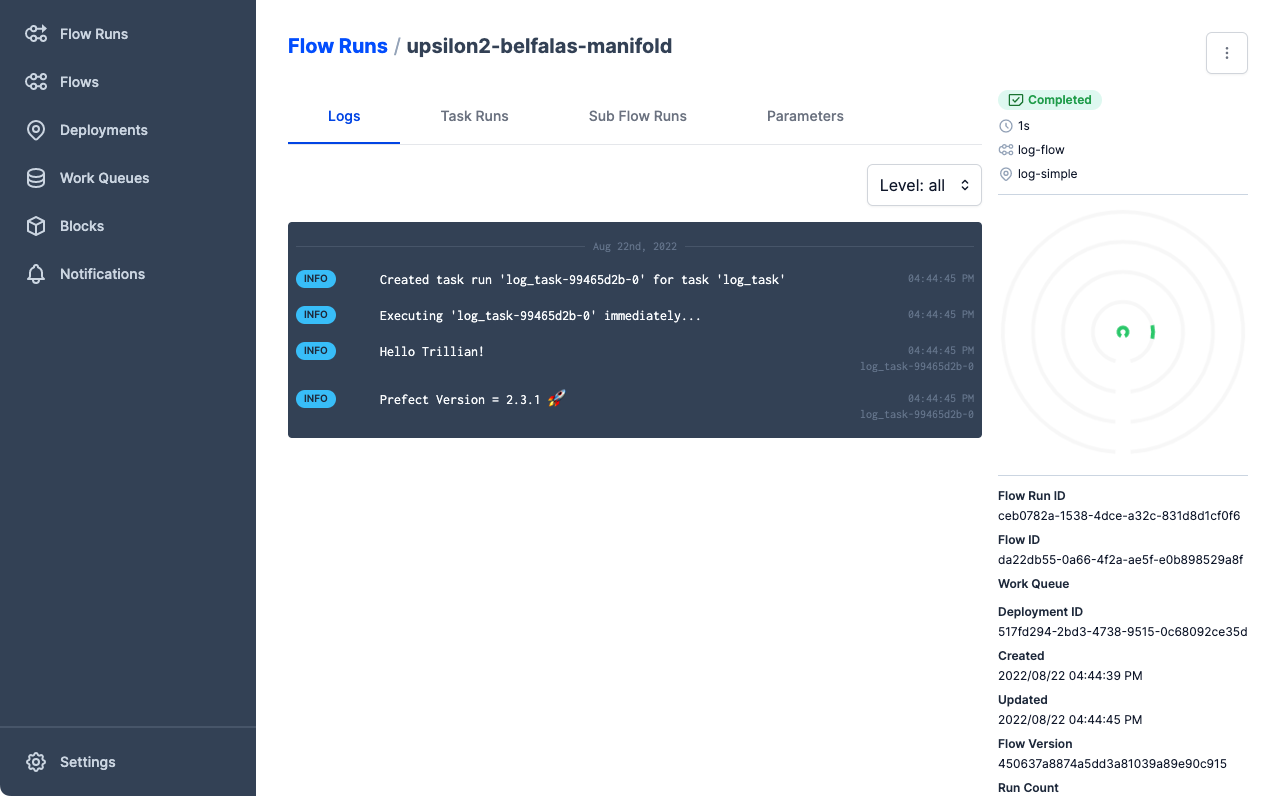 Flow Runs
Flows
Deployments
Work Queues
Blocks
Notifications
Settings
Flow Runs / upsilon2-belfalas-manifold
Logs Task Runs Sub Flow Runs Parameters
Level: all
Aug 22nd, 2022
INFO Created task run 'log_task-99465d2b-0' for task 'log_task' 04:44:45 PM
INFO Executing 'log_task-99465d2b-0' immediately... 04:44:45 PM
INFO Hello Trillian! 04:44:45 PM
log_task-99465d2b-0
INFO Prefect Version = 2.3.1 🚀 04:44:45 PM
log_task-99465d2b-0
Completed
1s
log-flow
log-simple
Flow Run ID
ceb0782a-1538-4dce-a32c-831d8d1cf0f6
Flow ID
da22db55-0a66-4f2a-ae5f-e0b898529a8f
Work Queue
Deployment ID
517fd294-2bd3-4738-9515-0c68092ce35d
Created
2022/08/22 04:44:39 PM
Updated
2022/08/22 04:44:45 PM
Flow Version
450637a8874a5dd3a81039a89e90c915
Run Count